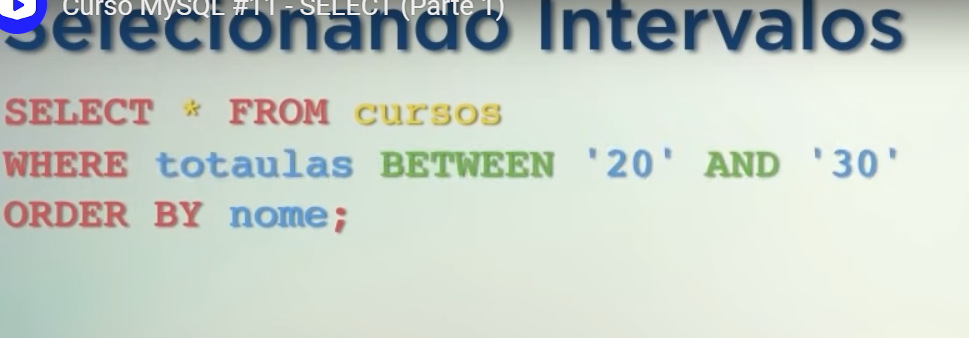 Curso MySQL #11 - SELECT (Parte 1)
Selecionando Intervalos
SELECT * FROM cursos
WHERE totaulas BETWEEN '20' AND '30'
ORDER BY nome;